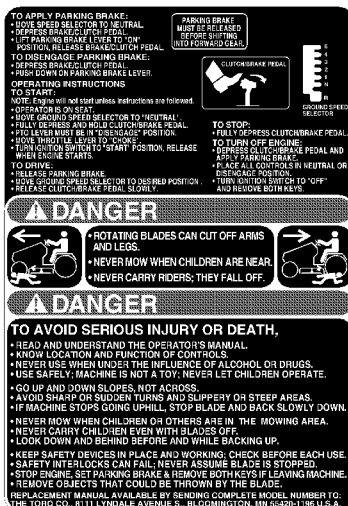 TO APPLY PARKING BRAKE:
• MOVE SPEED SELECTOR TO NEUTRAL.
• DEPRESS BRAKE/CLUTCH PEDAL.
• LIFT PARKING BRAKE LEVER TO "ON"
POSITION, RELEASE BRAKE/CLUTCH PEDAL.
TO DISENGAGE PARKING BRAKE:
• DEPRESS BRAKE/CLUTCH PEDAL.
• PUSH DOWN ON PARKING BRAKE LEVER.
OPERATING INSTRUCTIONS
TO START:
NOTE: Engine will not start unless instructions are followed.
• OPERATOR IS ON SEAT.
• MOVE GROUND SPEED SELECTOR TO "NEUTRAL".
• FULLY DEPRESS AND HOLD CLUTCH/BRAKE PEDAL.
• PTO LEVER MUST BE IN "DISENGAGE" POSITION.
• MOVE THROTTLE LEVER TO "CHOKE".
• TURN IGNITION SWITCH TO "START" POSITION, RELEASE
WHEN ENGINE STARTS.
TO DRIVE:
• RELEASE PARKING BRAKE.
• MOVE GROUND SPEED SELECTOR TO DESIRED POSITION.
• RELEASE CLUTCH/BRAKE PEDAL SLOWLY.
PARKING BRAKE
MUST BE RELEASED
BEFORE SHIFTING
INTO FORWARD GEAR.
CLUTCH/BRAKE PEDAL
5
4
3
2
1
N
R
GROUND SPEED
SELECTOR
TO STOP:
• FULLY DEPRESS CLUTCH/BRAKE PEDAL.
TO TURN OFF ENGINE:
• DEPRESS CLUTCH/BRAKE PEDAL AND
APPLY PARKING BRAKE.
• PLACE ALL CONTROLS IN NEUTRAL OR
DISENGAGE POSITION.
• TURN IGNITION SWITCH TO "OFF"
AND REMOVE BOTH KEYS.
DANGER
• ROTATING BLADES CAN CUT OFF ARMS
AND LEGS.
• NEVER MOW WHEN CHILDREN ARE NEAR.
• NEVER CARRY RIDERS; THEY FALL OFF.
DANGER
TO AVOID SERIOUS INJURY OR DEATH,
• READ AND UNDERSTAND THE OPERATOR'S MANUAL.
• KNOW LOCATION AND FUNCTION OF CONTROLS.
• NEVER USE WHEN UNDER THE INFLUENCE OF ALCOHOL OR DRUGS.
• USE SAFELY; MACHINE IS NOT A TOY; NEVER LET CHILDREN OPERATE.
• GO UP AND DOWN SLOPES, NOT ACROSS.
• AVOID SHARP OR SUDDEN TURNS AND SLIPPERY OR STEEP AREAS.
• IF MACHINE STOPS GOING UPHILL, STOP BLADE AND BACK SLOWLY DOWN.
• NEVER MOW WHEN CHILDREN OR OTHERS ARE IN THE MOWING AREA.
• NEVER CARRY CHILDREN EVEN WITH BLADES OFF.
• LOOK DOWN AND BEHIND BEFORE AND WHILE BACKING UP.
• KEEP SAFETY DEVICES IN PLACE AND WORKING; CHECK BEFORE EACH USE.
• SAFETY INTERLOCKS CAN FAIL; NEVER ASSUME BLADE IS STOPPED.
• STOP ENGINE, SET PARKING BRAKE & REMOVE BOTH KEYS IF LEAVING MACHINE.
• REMOVE OBJECTS THAT COULD BE THROWN BY THE BLADE.
REPLACEMENT MANUAL AVAILABLE BY SENDING COMPLETE MODEL NUMBER TO:
THE TORO CO., 8111 LYNDALE AVENUE S., BLOOMINGTON, MN 55420-1196 U.S.A.